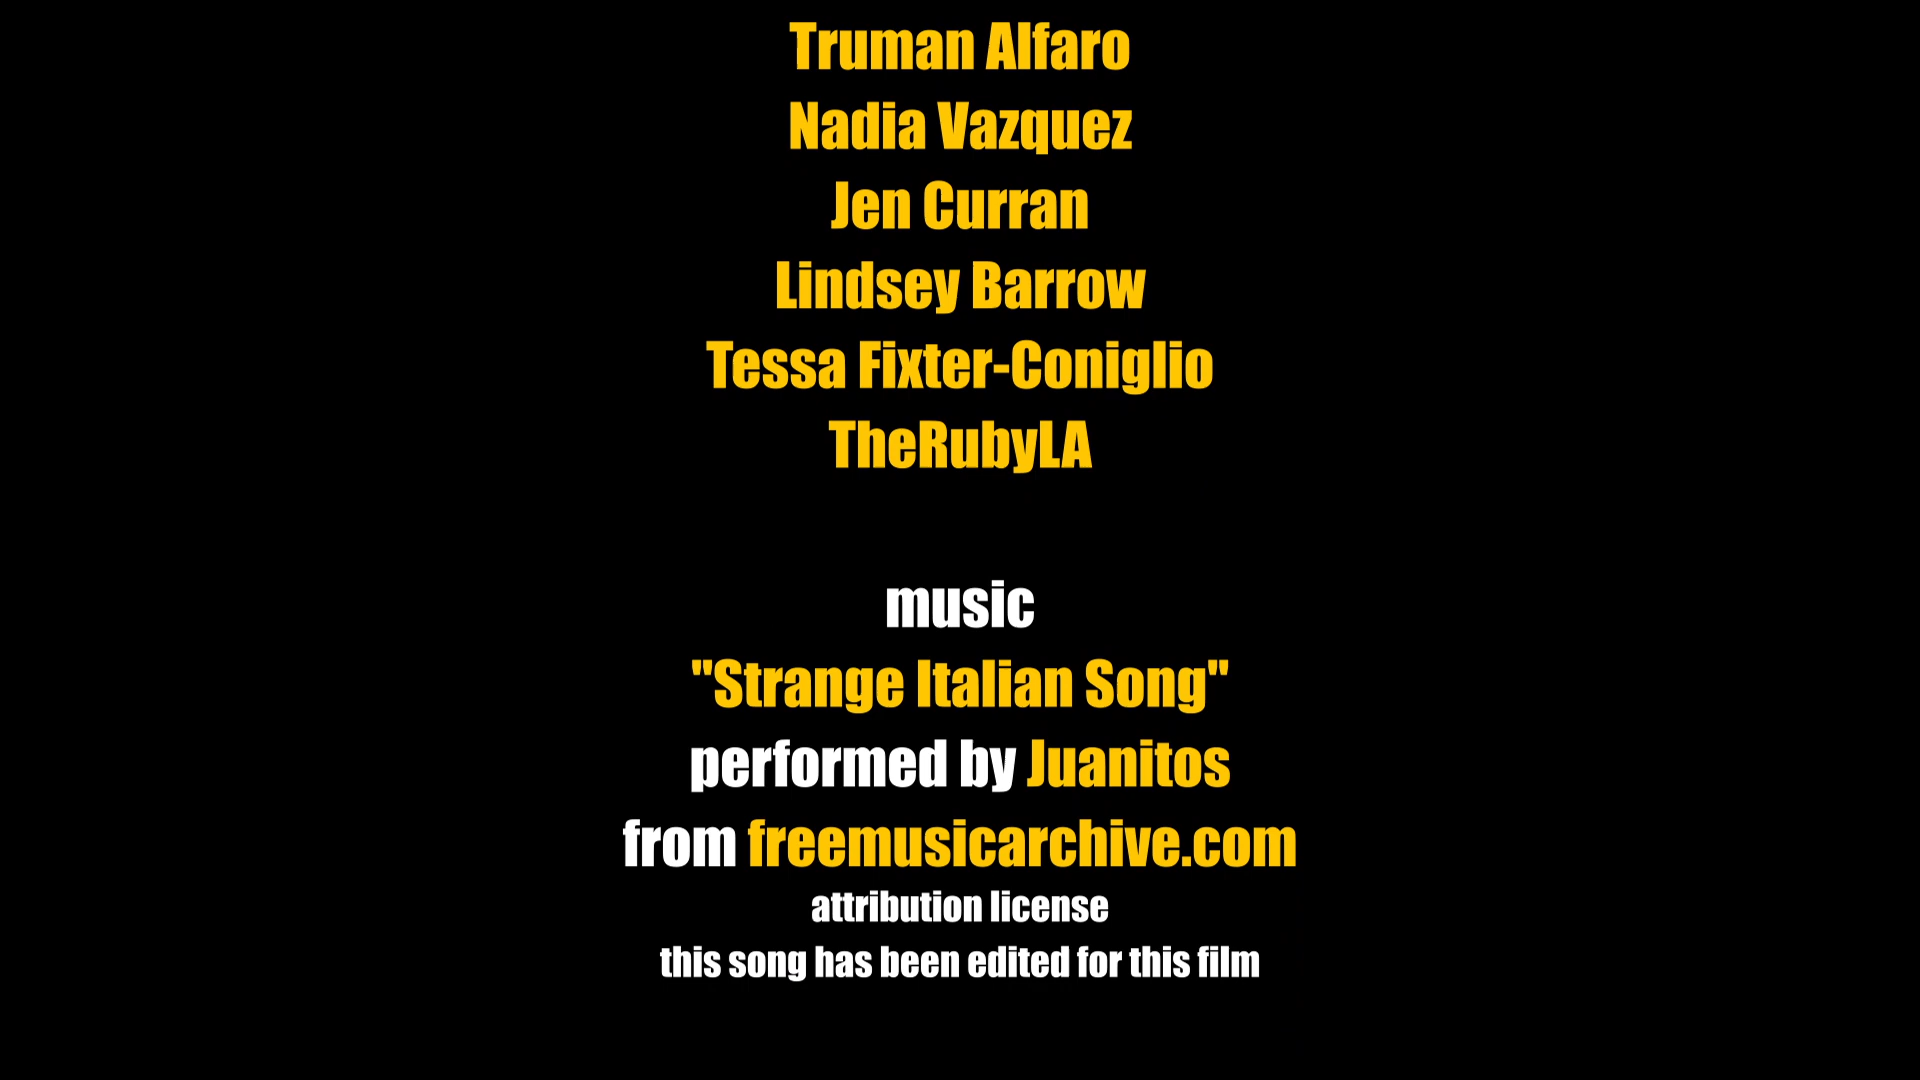 Truman Alfaro
Nadia Vazquez
Jen Curran
Lindsey Barrow
Tessa Fixter-Coniglio
TheRubyLA
music
"Strange Italian Song"
performed by Juanitos
from freemusicarchive.com
attribution license
this song has been edited for this film